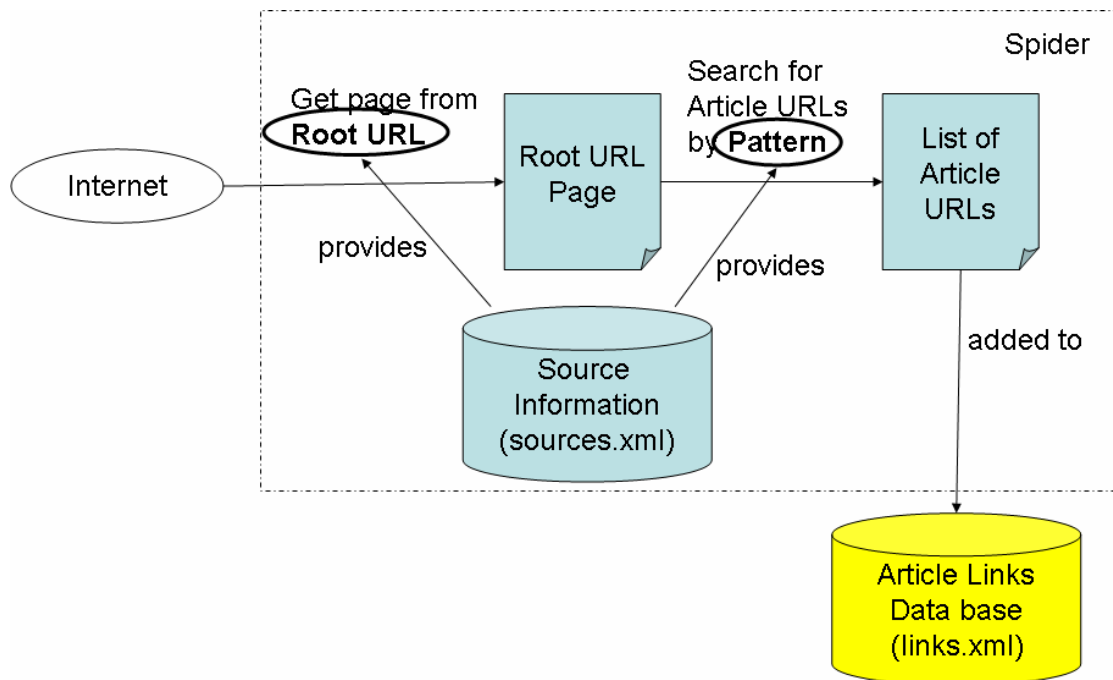 Spider
Get page from
Root URL
Search for
Article URLs
by Pattern
Internet
Root URL
Page
List of
Article
URLs
provides
provides
Source
Information
(sources.xml)
added to
Article Links
Data base
(links.xml)